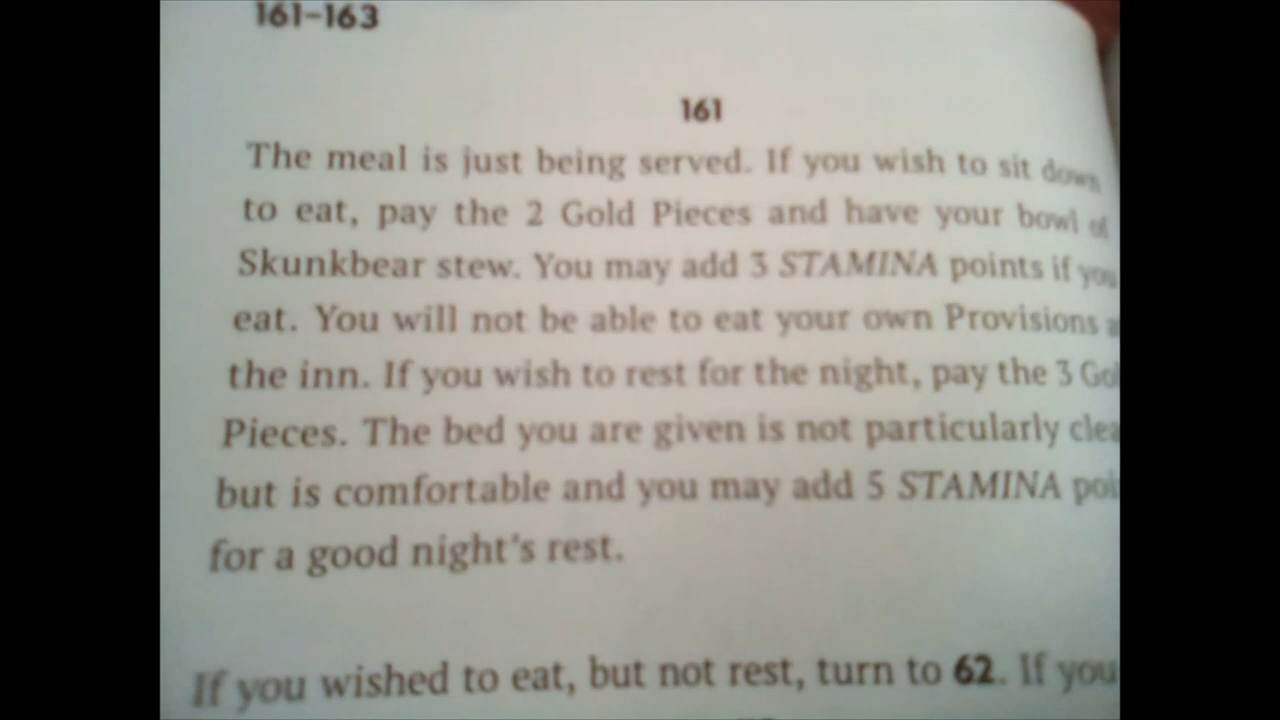 161–163
161
The meal is just being served. If you wish to sit down
to eat, pay the 2 Gold Pieces and have your bowl of
Skunkbear stew. You may add 3 STAMINA points if you
eat. You will not be able to eat your own Provisions
the inn. If you wish to rest for the night, pay the 3 Gol
Pieces. The bed you are given is not particularly clea
but is comfortable and you may add 5 STAMINA poi
for a good night's rest.
If you wished to eat, but not rest, turn to 62. If you